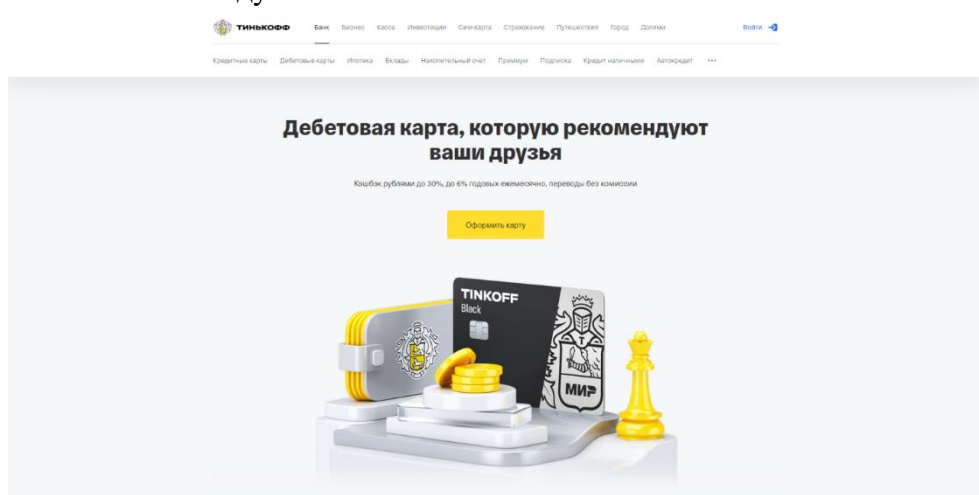 ТИНЬКОФФ Банк Бизнес Касса Инвестиции Сим-карта Страхование Путешествия Город Долями Войти
Кредитные карты Дебетовые карты Ипотека Вклады Накопительный счет Премиум Подписка Кредит наличными Автокредит ...
Дебетовая карта, которую рекомендуют
ваши друзья
Кэшбэк рублями до 30%, до 6% годовых ежемесячно, переводы без комиссии
Оформить карту
TINKOFF
Black
T
МИР